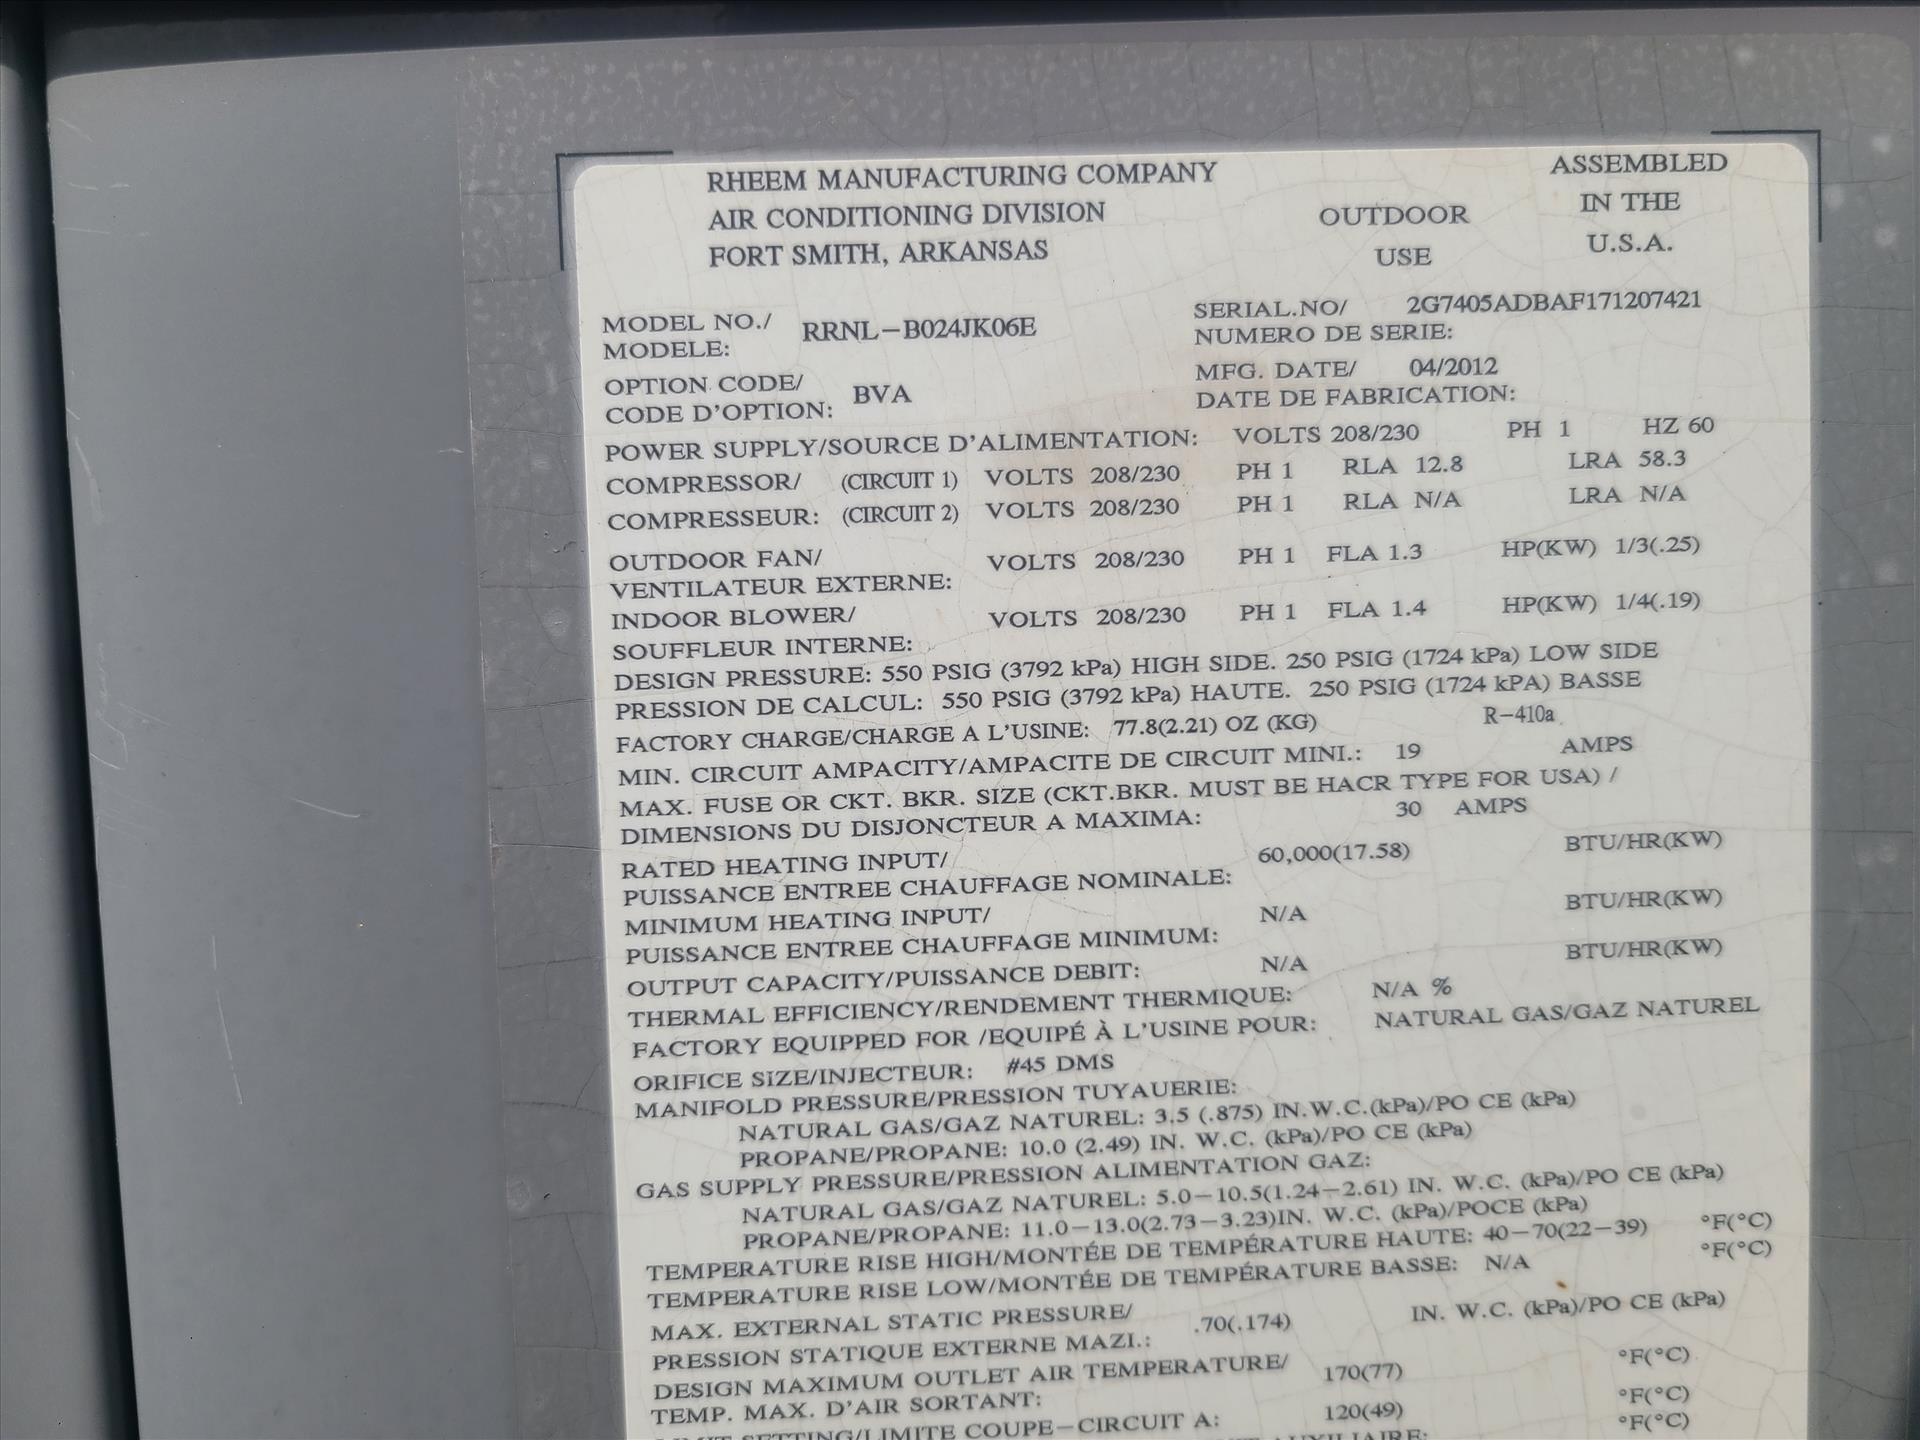 RHEEM MANUFACTURING COMPANY
AIR CONDITIONING DIVISION
FORT SMITH, ARKANSAS
OUTDOOR
USE
ASSEMBLED
IN THE
U.S.A.
MODEL NO./
MODELE: RRNL-B024JK06E
SERIAL.NO/ 2G7405ADBAF171207421
NUMERO DE SERIE:
OPTION CODE/
CODE D'OPTION: BVA
MFG. DATE/ 04/2012
DATE DE FABRICATION:
POWER SUPPLY/SOURCE D'ALIMENTATION: VOLTS 208/230 PH 1 HZ 60
COMPRESSOR/ (CIRCUIT 1) VOLTS 208/230 PH 1 RLA 12.8 LRA 58.3
COMPRESSEUR: (CIRCUIT 2) VOLTS 208/230 PH 1 RLA N/A LRA N/A
OUTDOOR FAN/ VOLTS 208/230 PH 1 FLA 1.3 HP(KW) 1/3(.25)
VENTILATEUR EXTERNE:
INDOOR BLOWER/ VOLTS 208/230 PH 1 FLA 1.4 HP(KW) 1/4(.19)
SOUFFLEUR INTERNE:
DESIGN PRESSURE: 550 PSIG (3792 kPa) HIGH SIDE. 250 PSIG (1724 kPa) LOW SIDE
PRESSION DE CALCUL: 550 PSIG (3792 kPa) HAUTE. 250 PSIG (1724 kPA) BASSE
FACTORY CHARGE/CHARGE A L'USINE: 77.8(2.21) OZ (KG) R-410a
MIN. CIRCUIT AMPACITY/AMPACITE DE CIRCUIT MINI.: 19 AMPS
MAX. FUSE OR CKT. BKR. SIZE (CKT.BKR. MUST BE HACR TYPE FOR USA) /
DIMENSIONS DU DISJONCTEUR A MAXIMA: 30 AMPS
RATED HEATING INPUT/ 60,000(17.58) BTU/HR(KW)
PUISSANCE ENTREE CHAUFFAGE NOMINALE:
MINIMUM HEATING INPUT/ N/A BTU/HR(KW)
PUISSANCE ENTREE CHAUFFAGE MINIMUM:
OUTPUT CAPACITY/PUISSANCE DEBIT: N/A BTU/HR(KW)
THERMAL EFFICIENCY/RENDEMENT THERMIQUE: N/A %
FACTORY EQUIPPED FOR /EQUIPÉ À L'USINE POUR: NATURAL GAS/GAZ NATUREL
ORIFICE SIZE/INJECTEUR: #45 DMS
MANIFOLD PRESSURE/PRESSION TUYAUERIE:
NATURAL GAS/GAZ NATUREL: 3.5 (.875) IN.W.C.(kPa)/PO CE (kPa)
PROPANE/PROPANE: 10.0 (2.49) IN. W.C. (kPa)/PO CE (kPa)
GAS SUPPLY PRESSURE/PRESSION ALIMENTATION GAZ:
NATURAL GAS/GAZ NATUREL: 5.0-10.5(1.24-2.61) IN. W.C. (kPa)/PO CE (kPa)
PROPANE/PROPANE: 11.0-13.0(2.73-3.23)IN. W.C. (kPa)/POCE (kPa)
TEMPERATURE RISE HIGH/MONTÉE DE TEMPÉRATURE HAUTE: 40-70(22-39) °F(°C)
TEMPERATURE RISE LOW/MONTÉE DE TEMPÉRATURE BASSE: N/A °F(°C)
MAX. EXTERNAL STATIC PRESSURE/ .70(.174) IN. W.C. (kPa)/PO CE (kPa)
PRESSION STATIQUE EXTERNE MAZI.:
DESIGN MAXIMUM OUTLET AIR TEMPERATURE/ 170(77) °F(°C)
TEMP. MAX. D'AIR SORTANT:
LIMIT SETTING/LIMITE COUPE-CIRCUIT A: 120(49) °F(°C)
AUXILIAIRE: °F(°C)